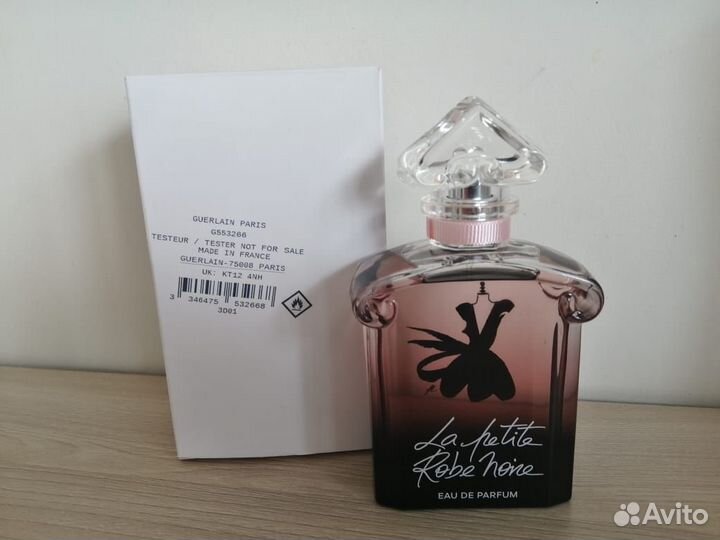 GUERLAIN PARIS
G553266
TESTEUR / TESTER NOT FOR SALE
MADE IN FRANCE
GUERLAIN-75008 PARIS
UK: KT12 4NH
3 346475 532668
3D01
La petite
Robe Noire
EAU DE PARFUM
Avito